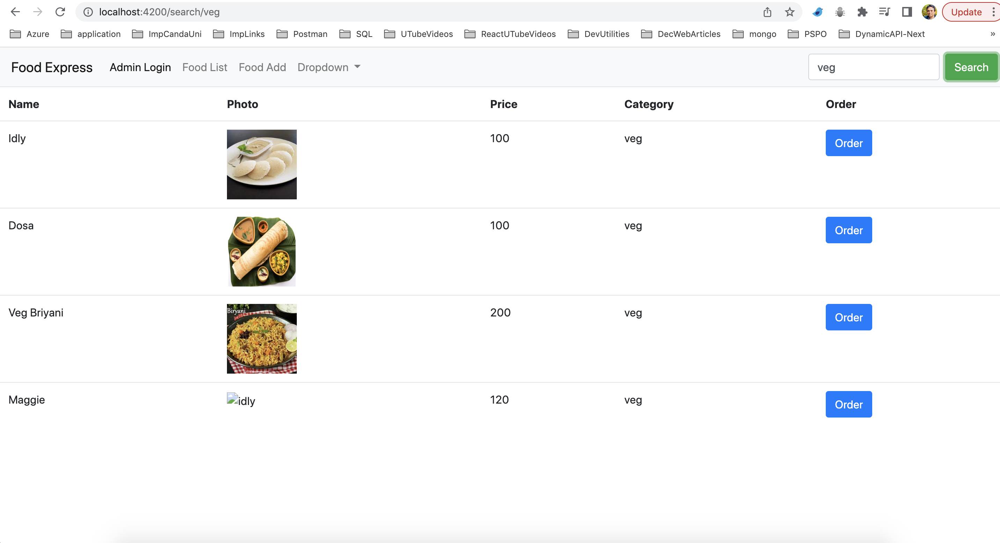 localhost:4200/search/veg Update
Azure application ImpCandaUni ImpLinks Postman SQL UTubeVideos ReactUTubeVideos DevUtilities DecWebArticles mongo PSPO DynamicAPI-Next »
Food Express Admin Login Food List Food Add Dropdown veg Search
Name Photo Price Category Order
Idly 100 veg Order
Dosa 100 veg Order
Veg Briyani 200 veg Order
Biryani
Maggie idly 120 veg Order